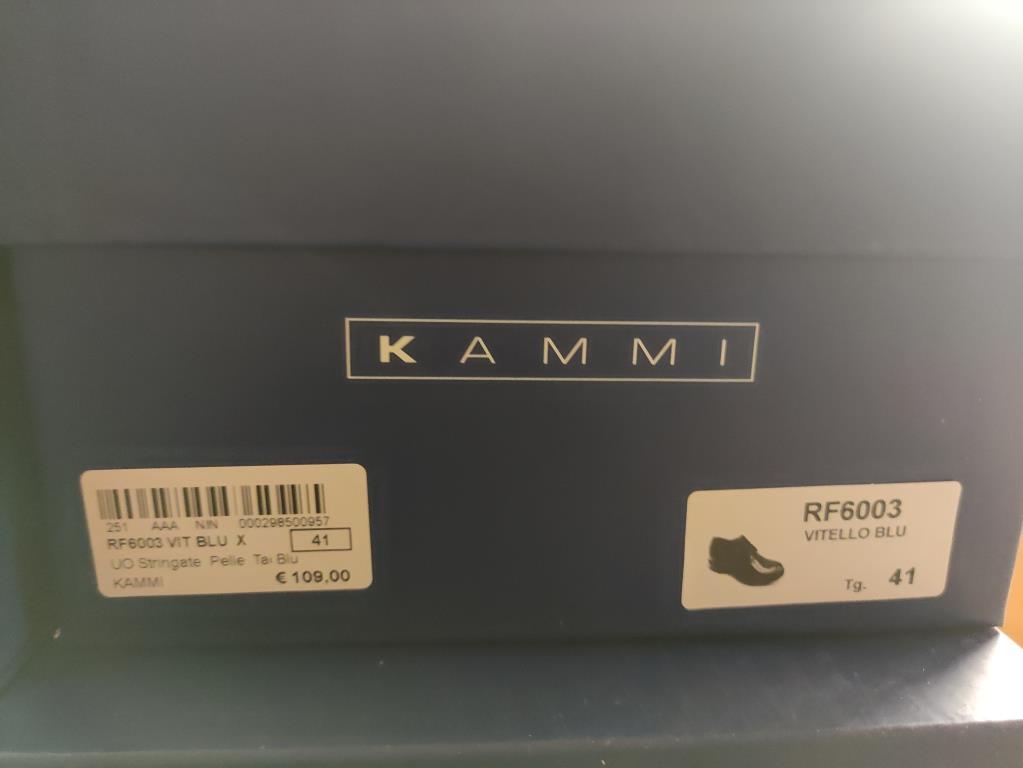 KAMMI
251 AAA NIN 000298500957
RF6003 VIT BLU X 41
UO Stringate Pelle Tai Blu
KAMMI € 109,00
RF6003
VITELLO BLU
Tg. 41